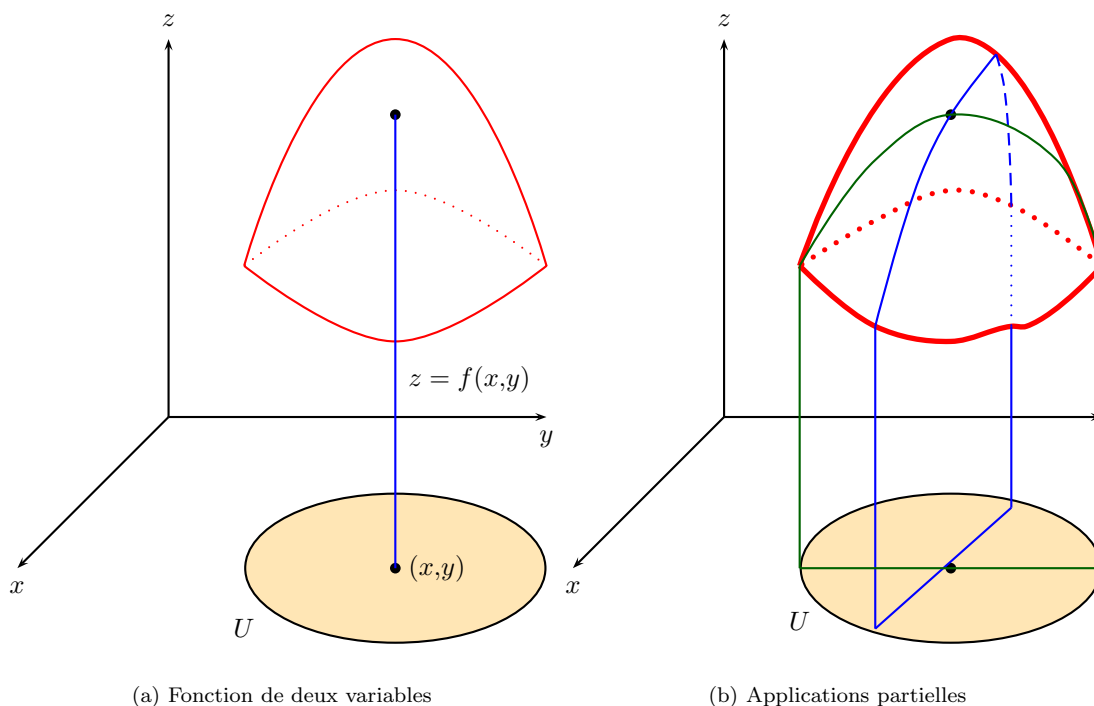 z
z
z = f(x,y)
y
x
x
(x,y)
U
U
(a) Fonction de deux variables
(b) Applications partielles